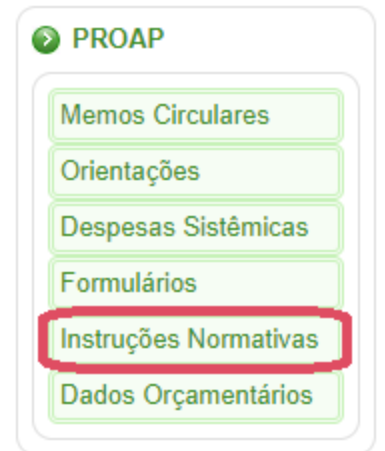 PROAP
Memos Circulares
Orientações
Despesas Sistêmicas
Formulários
Instruções Normativas
Dados Orçamentários